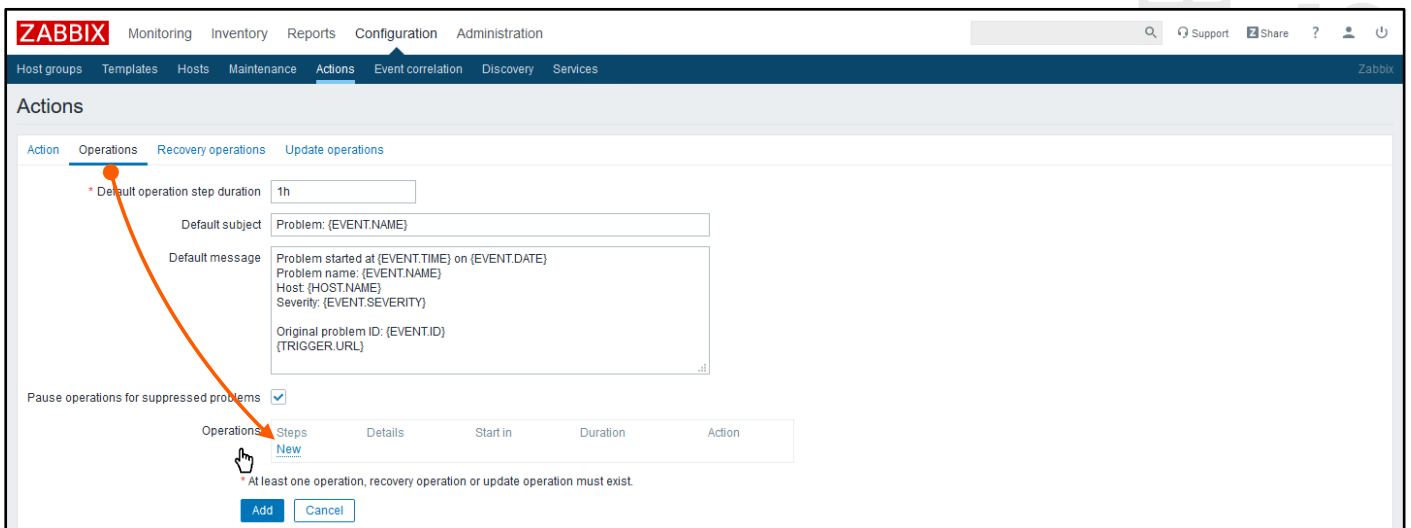 ZABBIX Monitoring Inventory Reports Configuration Administration Support Z Share ?
Host groups Templates Hosts Maintenance Actions Event correlation Discovery Services Zabbix
Actions
Action Operations Recovery operations Update operations
* Default operation step duration 1h
Default subject Problem: {EVENT.NAME}
Default message Problem started at {EVENT.TIME} on {EVENT.DATE}
Problem name: {EVENT.NAME}
Host: {HOST.NAME}
Severity: {EVENT.SEVERITY}
Original problem ID: {EVENT.ID}
{TRIGGER.URL}
Pause operations for suppressed problems
Operations Steps Details Start in Duration Action
New
* At least one operation, recovery operation or update operation must exist.
Add Cancel